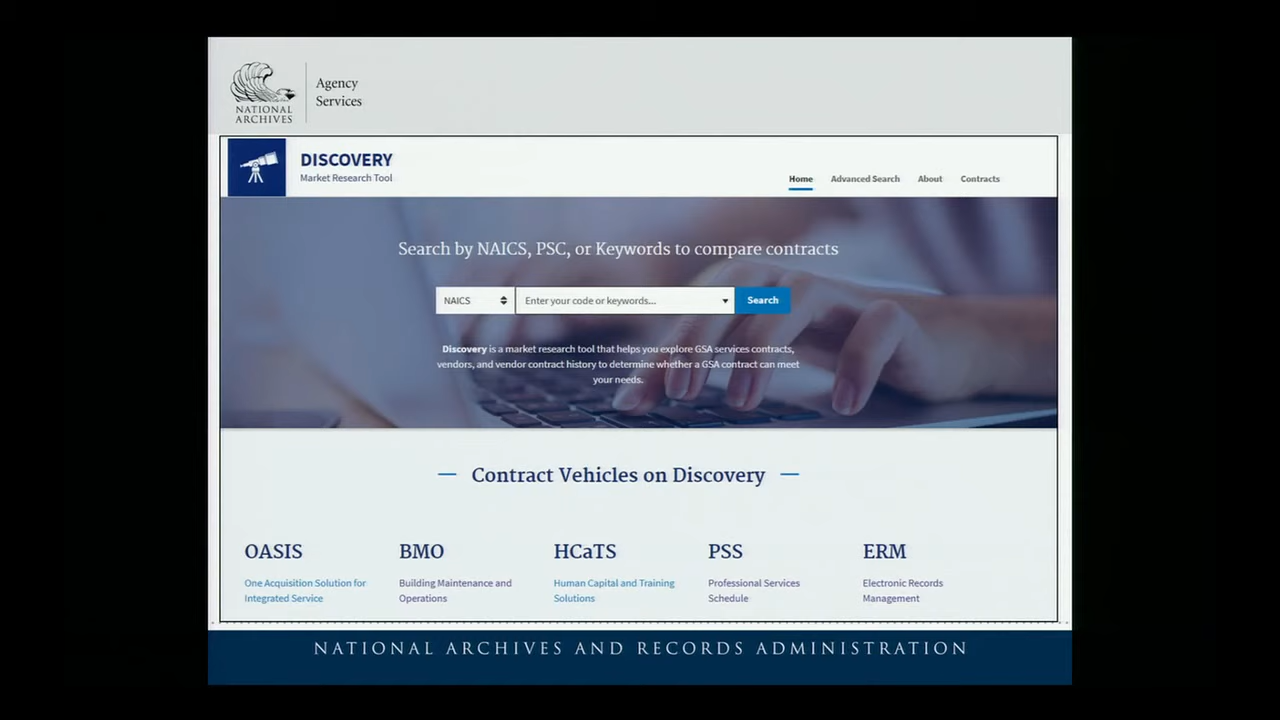 NATIONAL
ARCHIVES
Agency
Services
DISCOVERY
Market Research Tool
Home
Advanced Search
About
Contracts
Search by NAICS, PSC, or Keywords to compare contracts
NAICS
Enter your code or keywords...
Search
Discovery is a market research tool that helps you explore GSA services contracts,
vendors, and vendor contract history to determine whether a GSA contract can meet
your needs.
Contract Vehicles on Discovery
OASIS
One Acquisition Solution for
Integrated Service
BMO
Building Maintenance and
Operations
HCaTS
Human Capital and Training
Solutions
PSS
Professional Services
Schedule
ERM
Electronic Records
Management
NATIONAL ARCHIVES AND RECORDS ADMINISTRATION